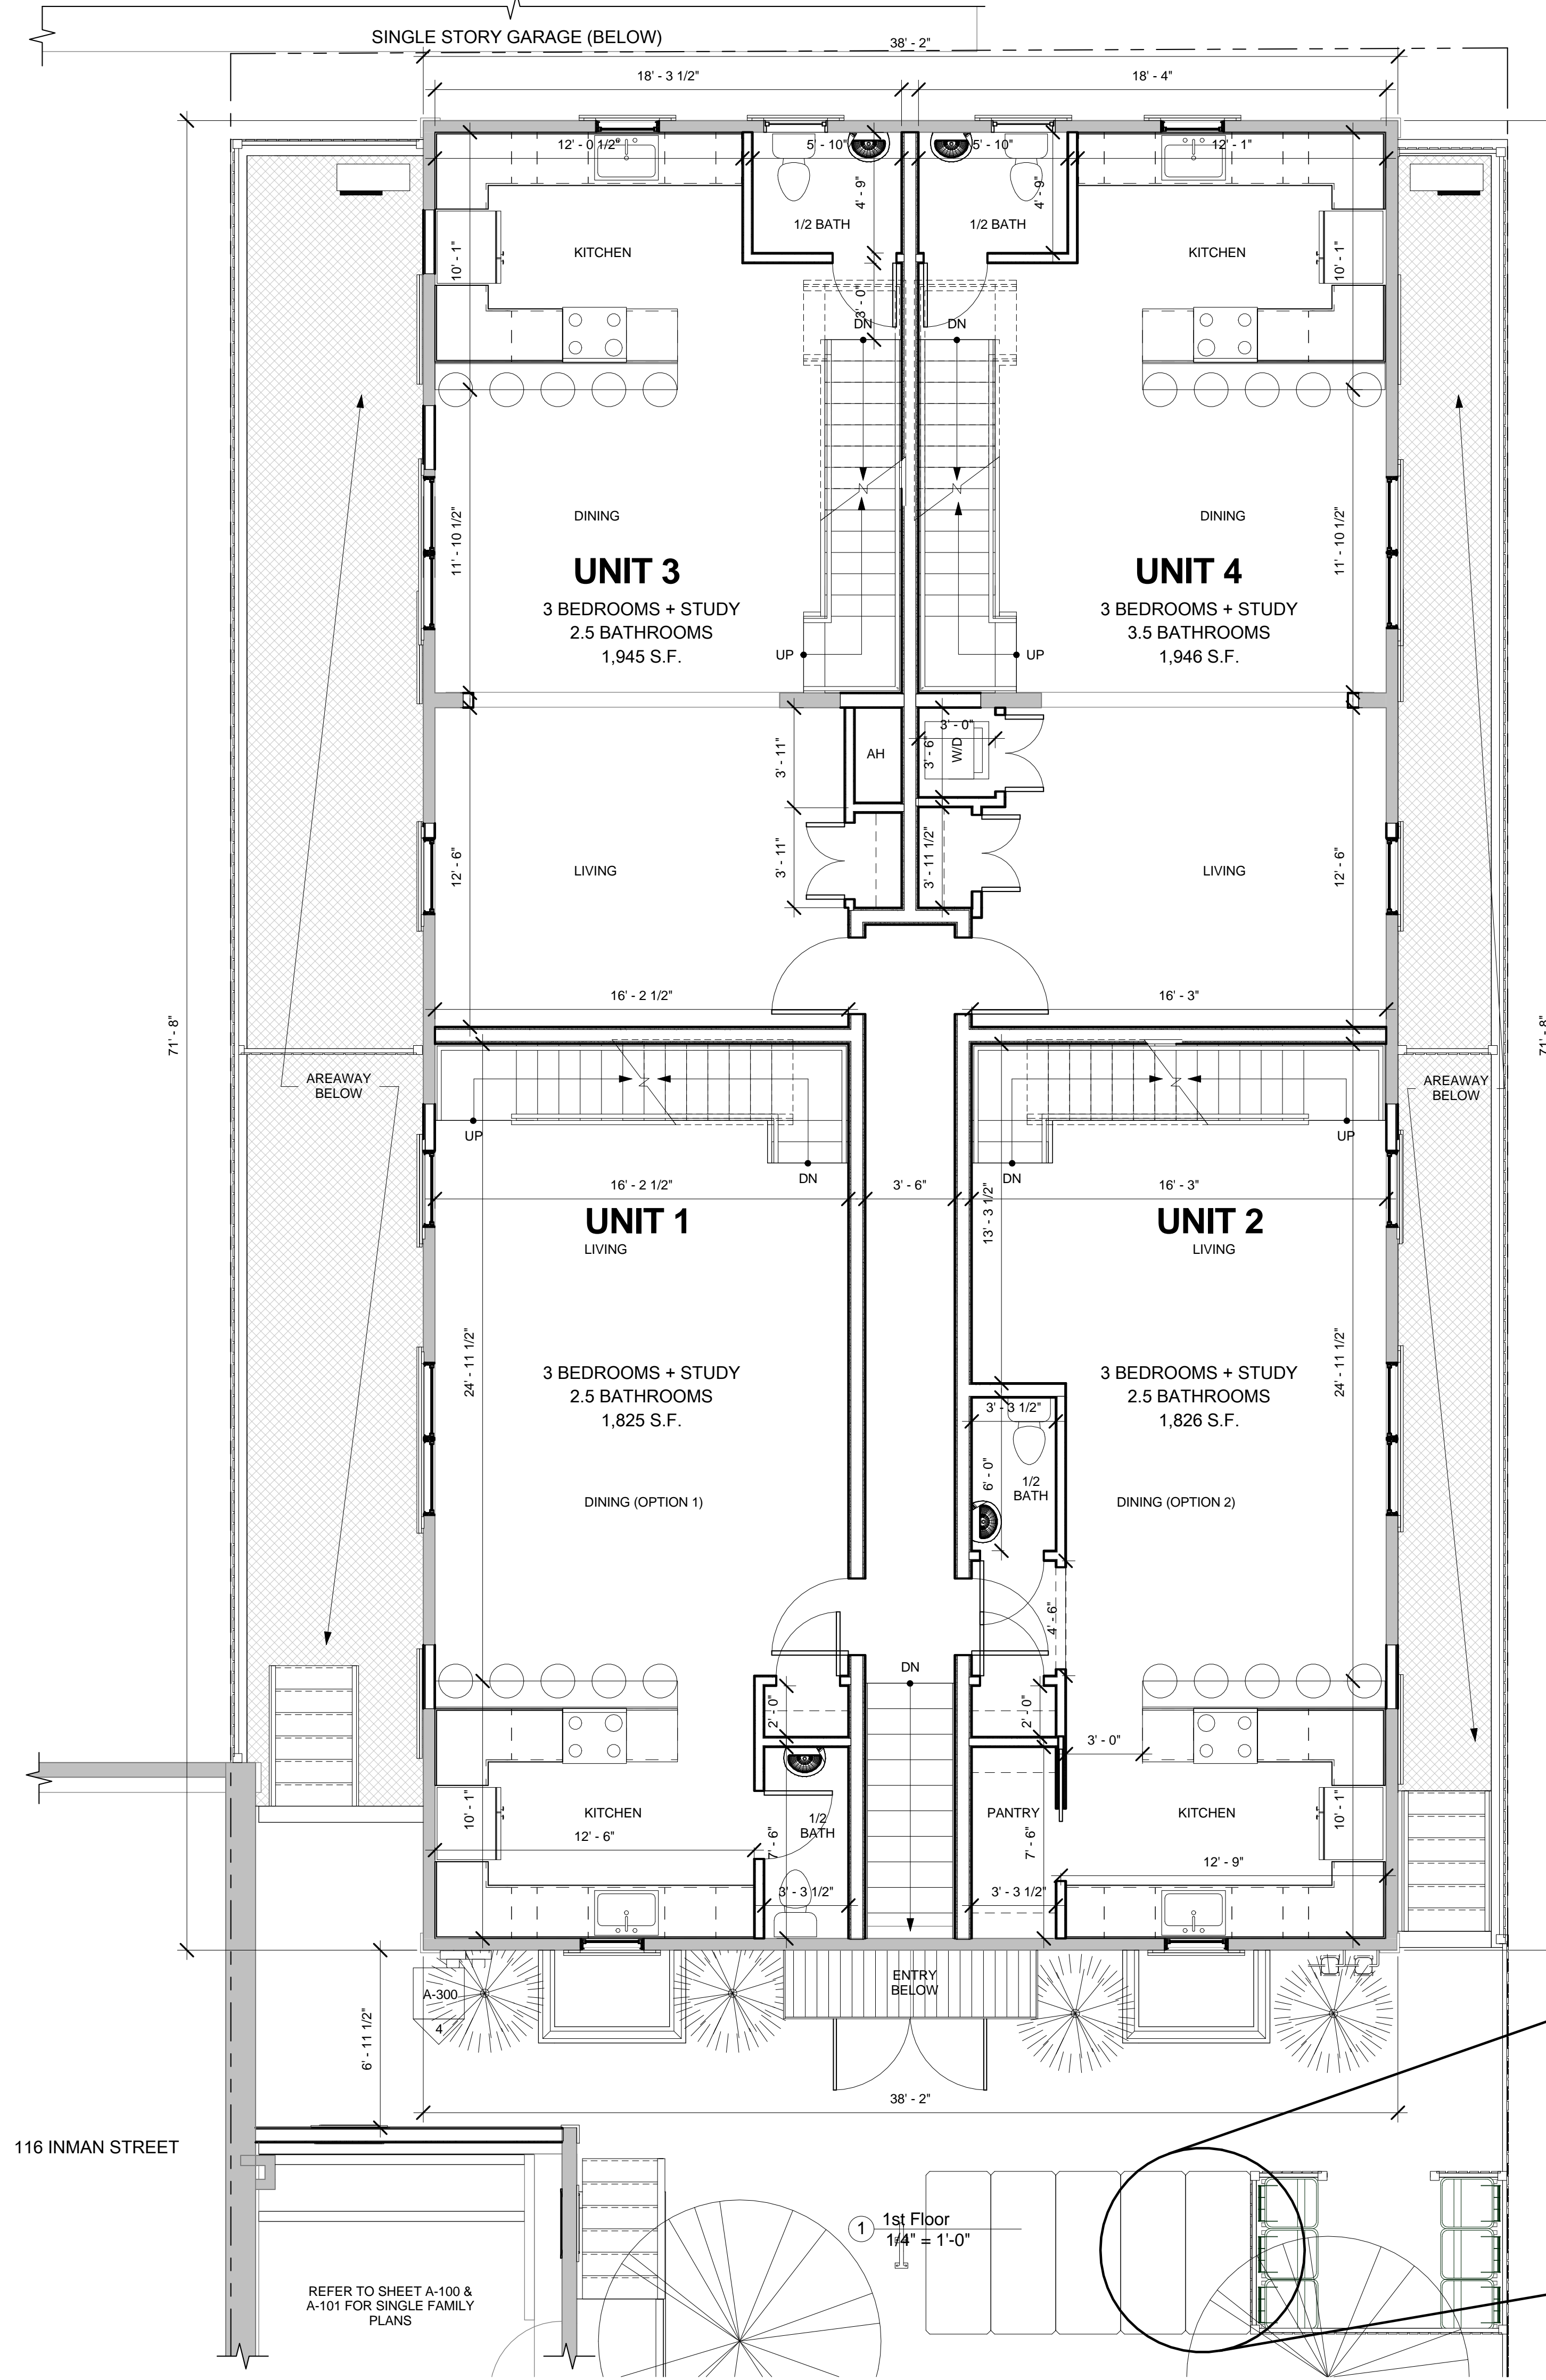 SINGLE STORY GARAGE (BELOW)
38' - 2"
18' - 3 1/2"
18' - 4"
12' - 0 1/2"
5' - 10"
5' - 10"
12' - 1"
4' - 9"
4' - 9"
1/2 BATH
1/2 BATH
KITCHEN
KITCHEN
10' - 1"
10' - 1"
3' - 0"
DN
DN
DINING
DINING
11' - 10 1/2"
11' - 10 1/2"
UNIT 3
3 BEDROOMS + STUDY
2.5 BATHROOMS
1,945 S.F.
UNIT 4
3 BEDROOMS + STUDY
3.5 BATHROOMS
1,946 S.F.
UP
UP
3' - 11"
AH
3' - 0"
3' - 6"
W/D
3' - 11"
3' - 11 1/2"
12' - 6"
LIVING
LIVING
12' - 6"
16' - 2 1/2"
16' - 3"
71' - 8"
71' - 8"
AREAWAY
BELOW
AREAWAY
BELOW
UP
DN
DN
UP
16' - 2 1/2"
3' - 6"
16' - 3"
13' - 3 1/2"
UNIT 1
LIVING
UNIT 2
LIVING
24' - 11 1/2"
24' - 11 1/2"
3 BEDROOMS + STUDY
2.5 BATHROOMS
1,825 S.F.
3 BEDROOMS + STUDY
2.5 BATHROOMS
1,826 S.F.
3' - 3 1/2"
6' - 0"
1/2
BATH
DINING (OPTION 1)
DINING (OPTION 2)
4' - 6"
DN
2' - 0"
2' - 0"
3' - 0"
KITCHEN
10' - 1"
12' - 6"
1/2
BATH
7' - 6"
3' - 3 1/2"
PANTRY
7' - 6"
3' - 3 1/2"
KITCHEN
10' - 1"
12' - 9"
ENTRY
BELOW
A-300
4
6' - 11 1/2"
38' - 2"
116 INMAN STREET
1
1st Floor
1/4" = 1'-0"
REFER TO SHEET A-100 &
A-101 FOR SINGLE FAMILY
PLANS